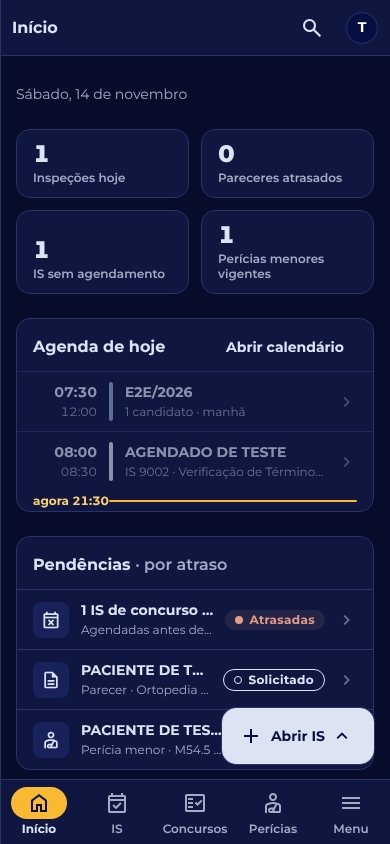 Início
T
Sábado, 14 de novembro
1
Inspeções hoje
0
Pareceres atrasados
1
IS sem agendamento
1
Perícias menores
vigentes
Agenda de hoje
Abrir calendário
07:30
E2E/2026
12:00
1 candidato · manhã
08:00
AGENDADO DE TESTE
08:30
IS 9002 · Verificação de Término...
agora 21:30
Pendências · por atraso
1 IS de concurso ...
Agendadas antes de...
Atrasadas
PACIENTE DE T...
Parecer · Ortopedia ...
Solicitado
PACIENTE DE TES...
Perícia menor · M54.5 ...
Abrir IS
Início
IS
Concursos
Perícias
Menu